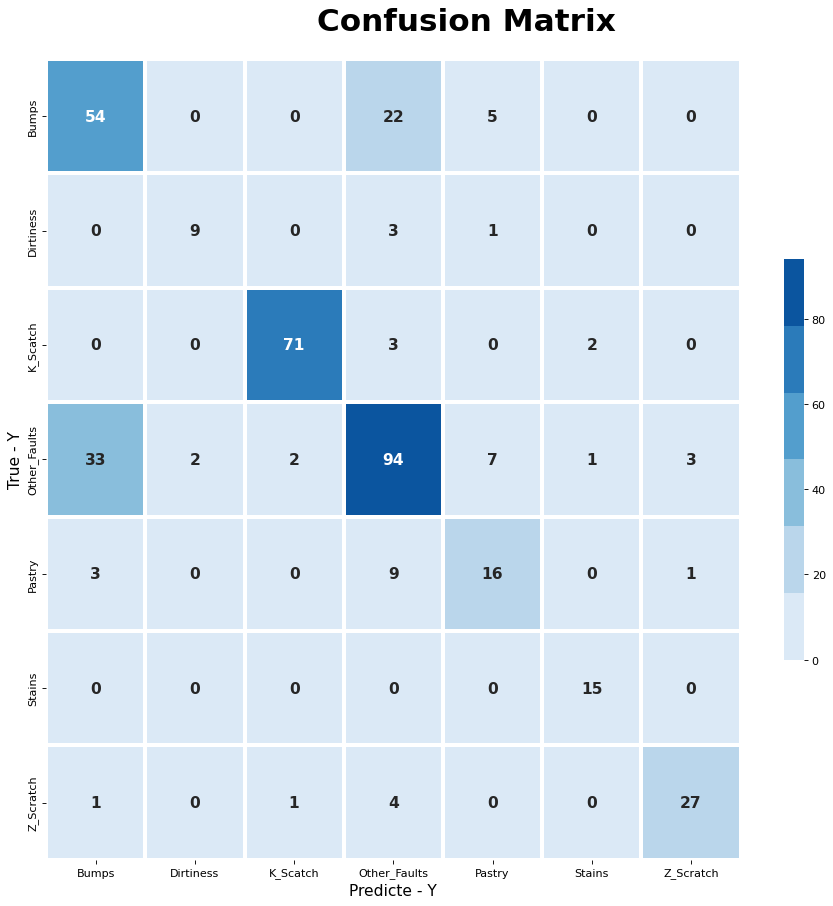 Confusion Matrix
Bumps 54 0 0 22 5 0 0
Dirtiness 0 9 0 3 1 0 0
K_Scatch 0 0 71 3 0 2 0
Other_Faults 33 2 2 94 7 1 3
Pastry 3 0 0 9 16 0 1
Stains 0 0 0 0 0 15 0
Z_Scratch 1 0 1 4 0 0 27
True - Y
Bumps Dirtiness K_Scatch Other_Faults Pastry Stains Z_Scratch
Predicte - Y
80
60
40
20
0